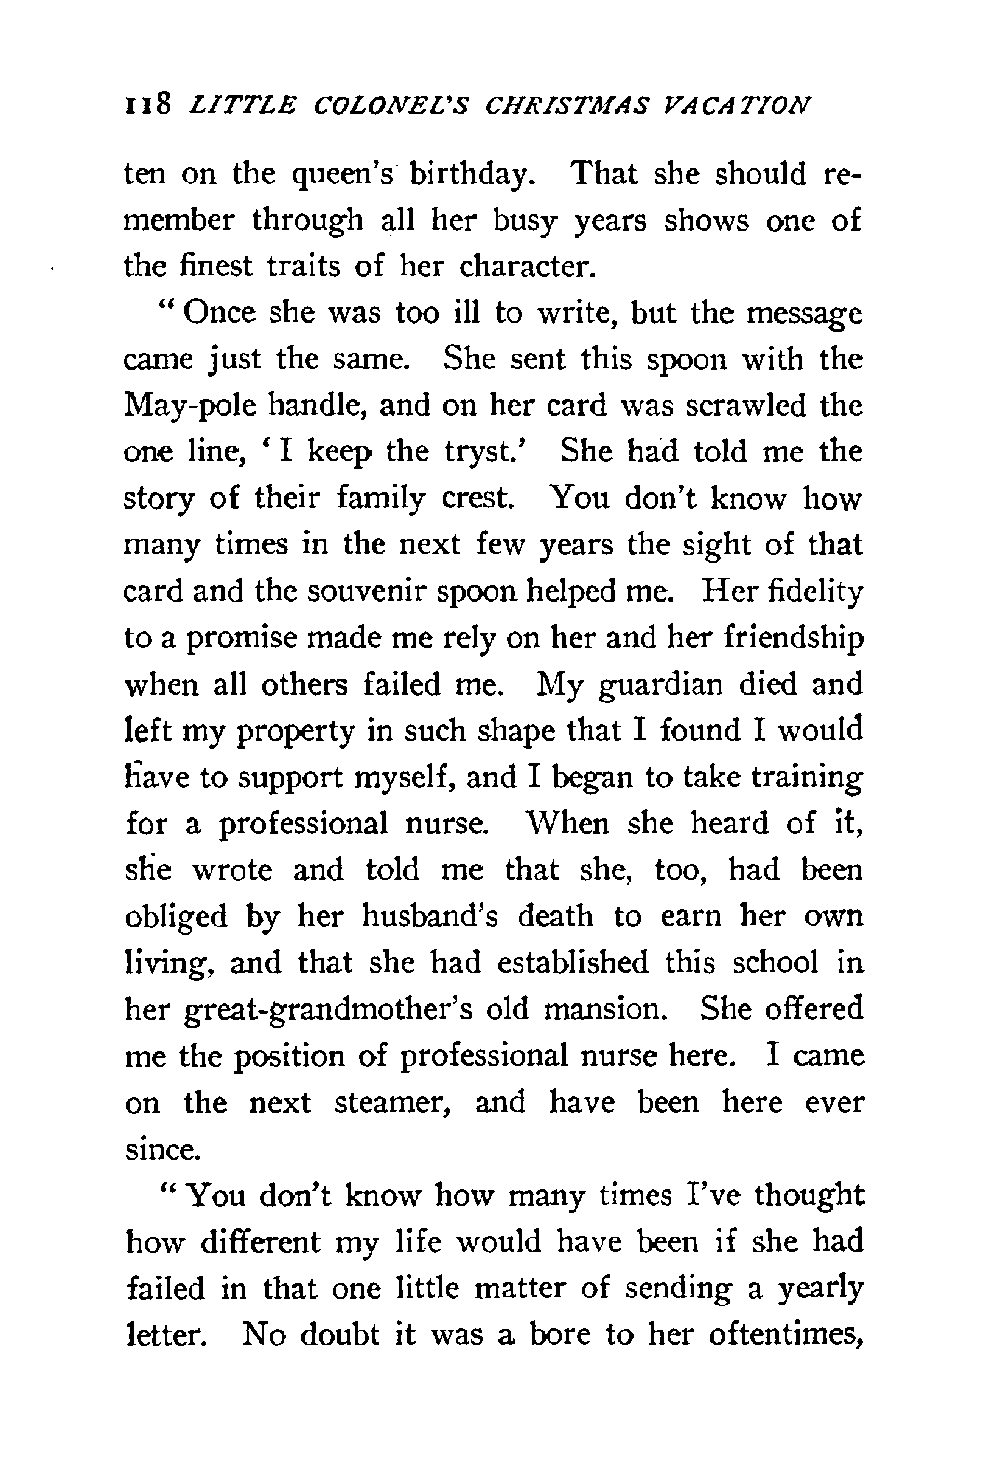 118 LITTLE COLONEL'S CHRISTMAS VACATION
ten on the queen's birthday. That she should re-
member through all her busy years shows one of
the finest traits of her character.
" Once she was too ill to write, but the message
came just the same. She sent this spoon with the
May-pole handle, and on her card was scrawled the
one line, ' I keep the tryst.' She had told me the
story of their family crest. You don't know how
many times in the next few years the sight of that
card and the souvenir spoon helped me. Her fidelity
to a promise made me rely on her and her friendship
when all others failed me. My guardian died and
left my property in such shape that I found I would
have to support myself, and I began to take training
for a professional nurse. When she heard of it,
she wrote and told me that she, too, had been
obliged by her husband's death to earn her own
living, and that she had established this school in
her great-grandmother's old mansion. She offered
me the position of professional nurse here. I came
on the next steamer, and have been here ever
since.
" You don't know how many times I've thought
how different my life would have been if she had
failed in that one little matter of sending a yearly
letter. No doubt it was a bore to her oftentimes,